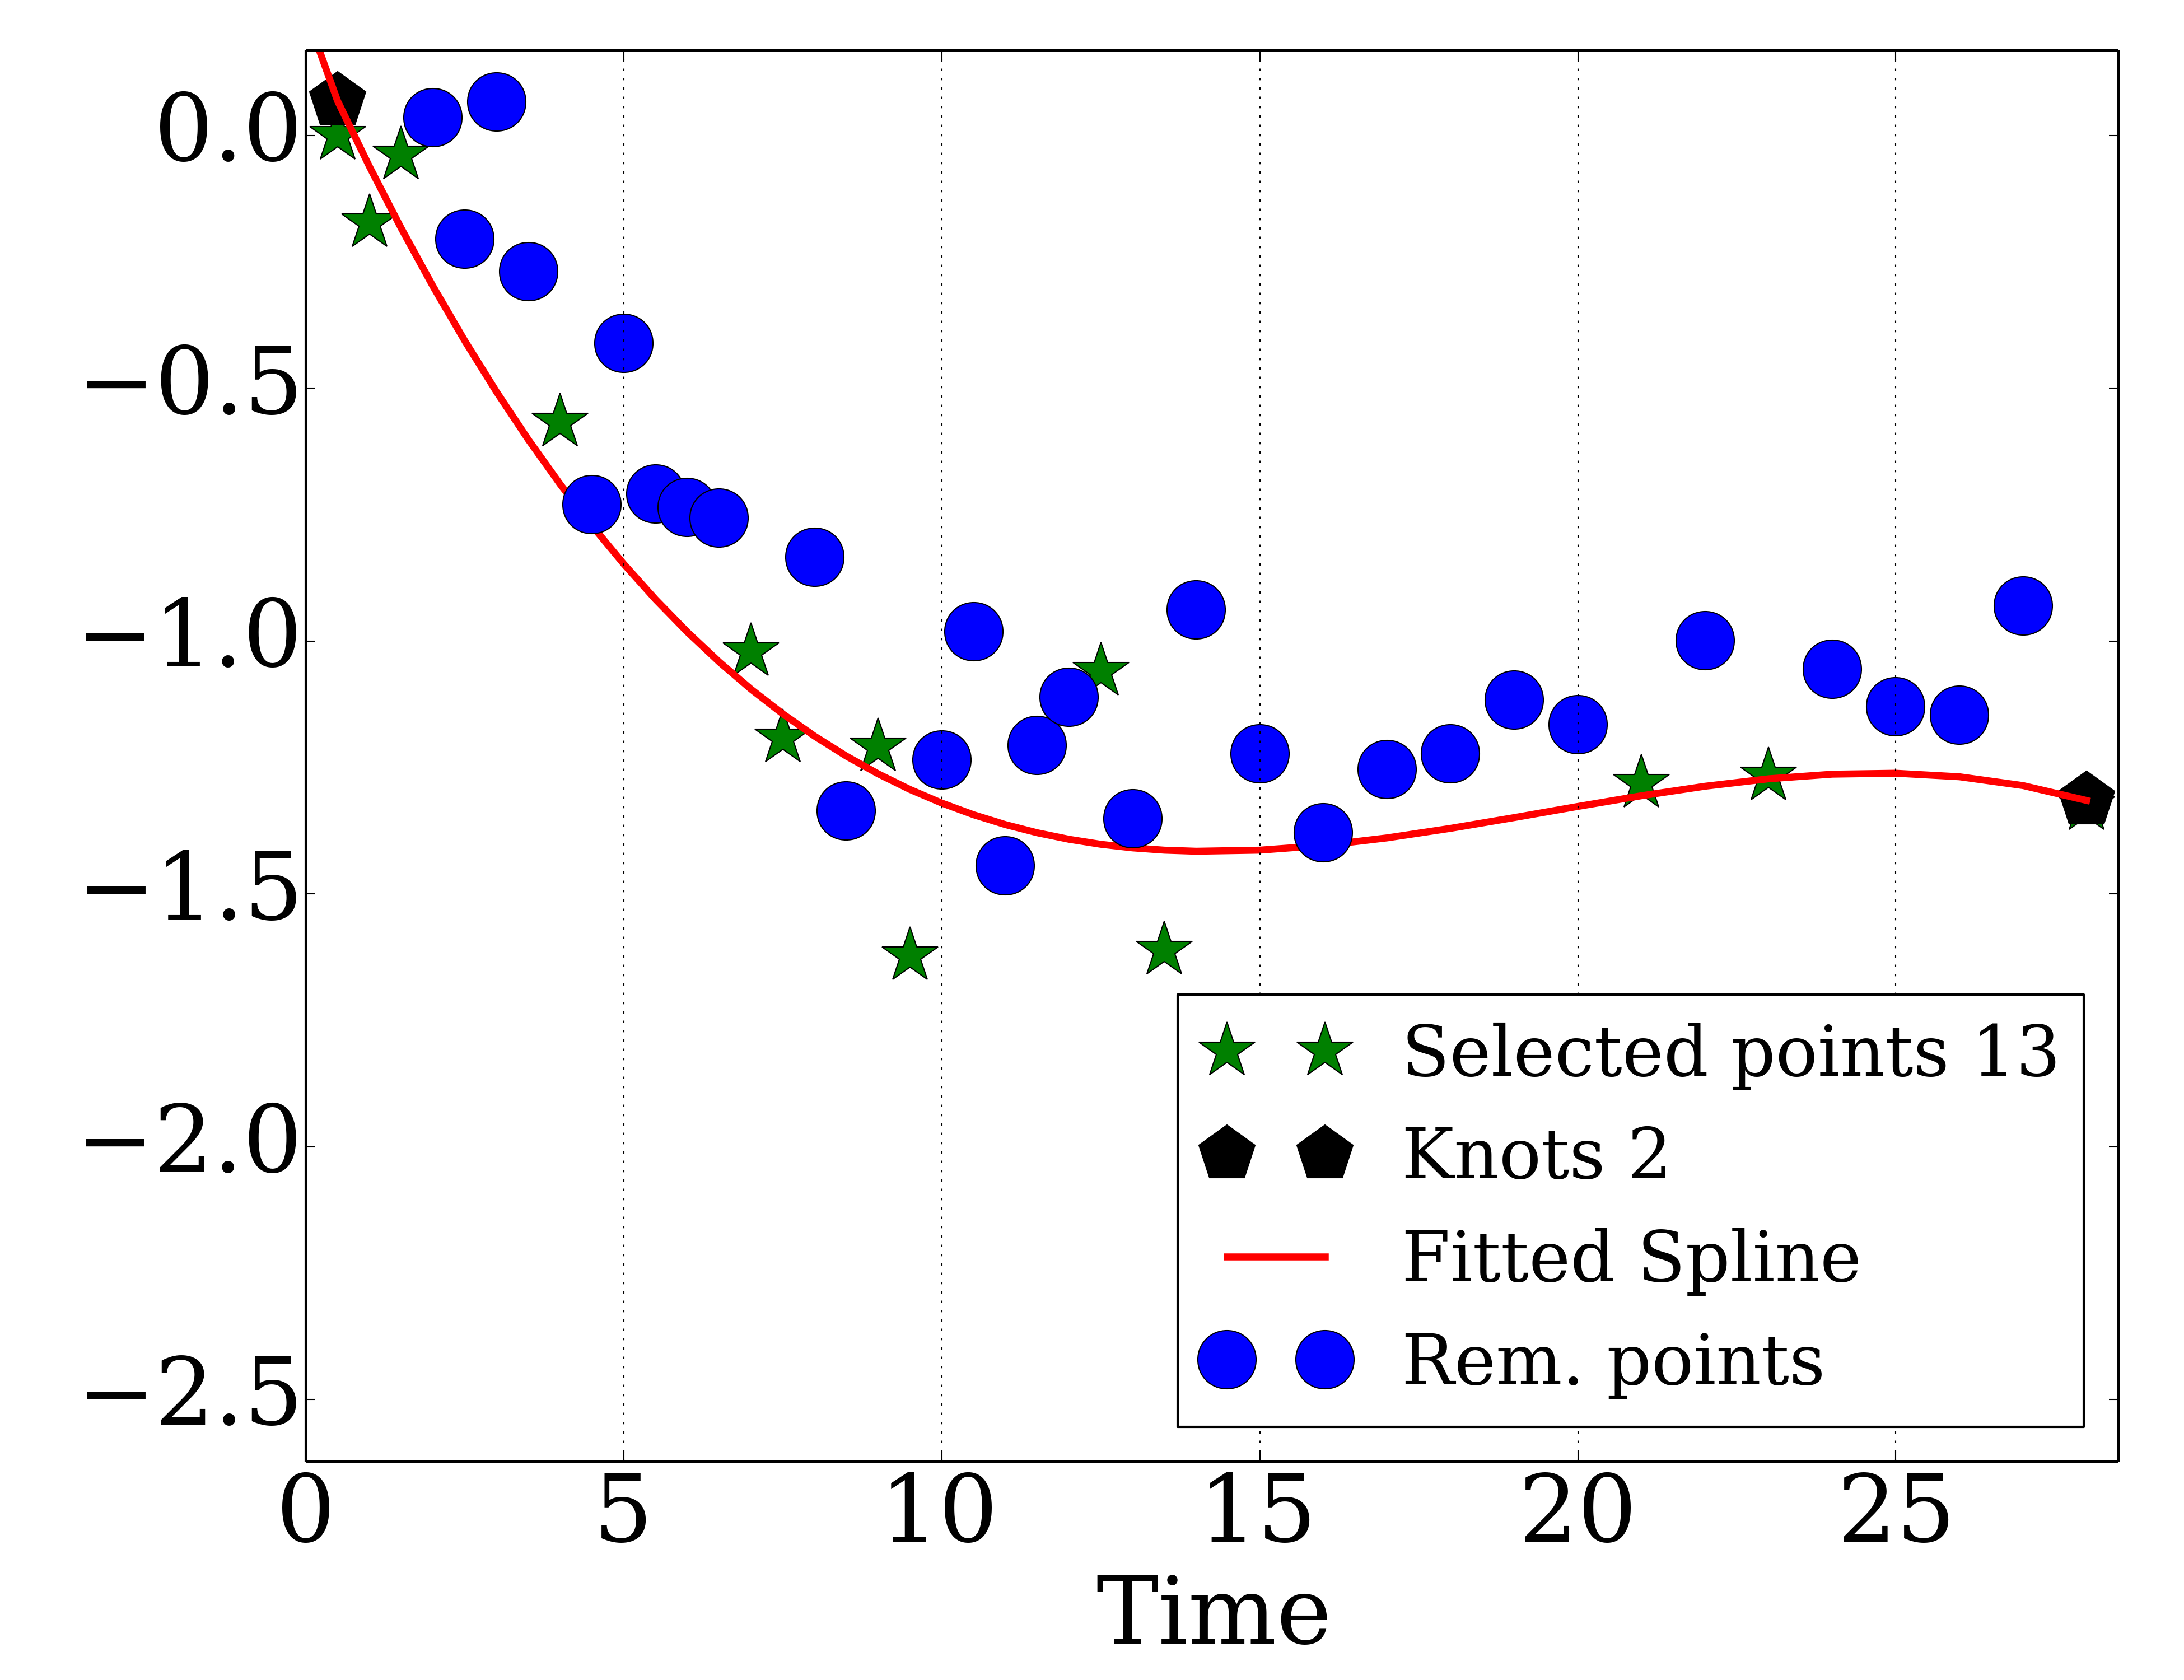 0.0
−0.5
−1.0
−1.5
−2.0
−2.5
Selected points 13
Knots 2
Fitted Spline
Rem. points
0 5 10 15 20 25
Time